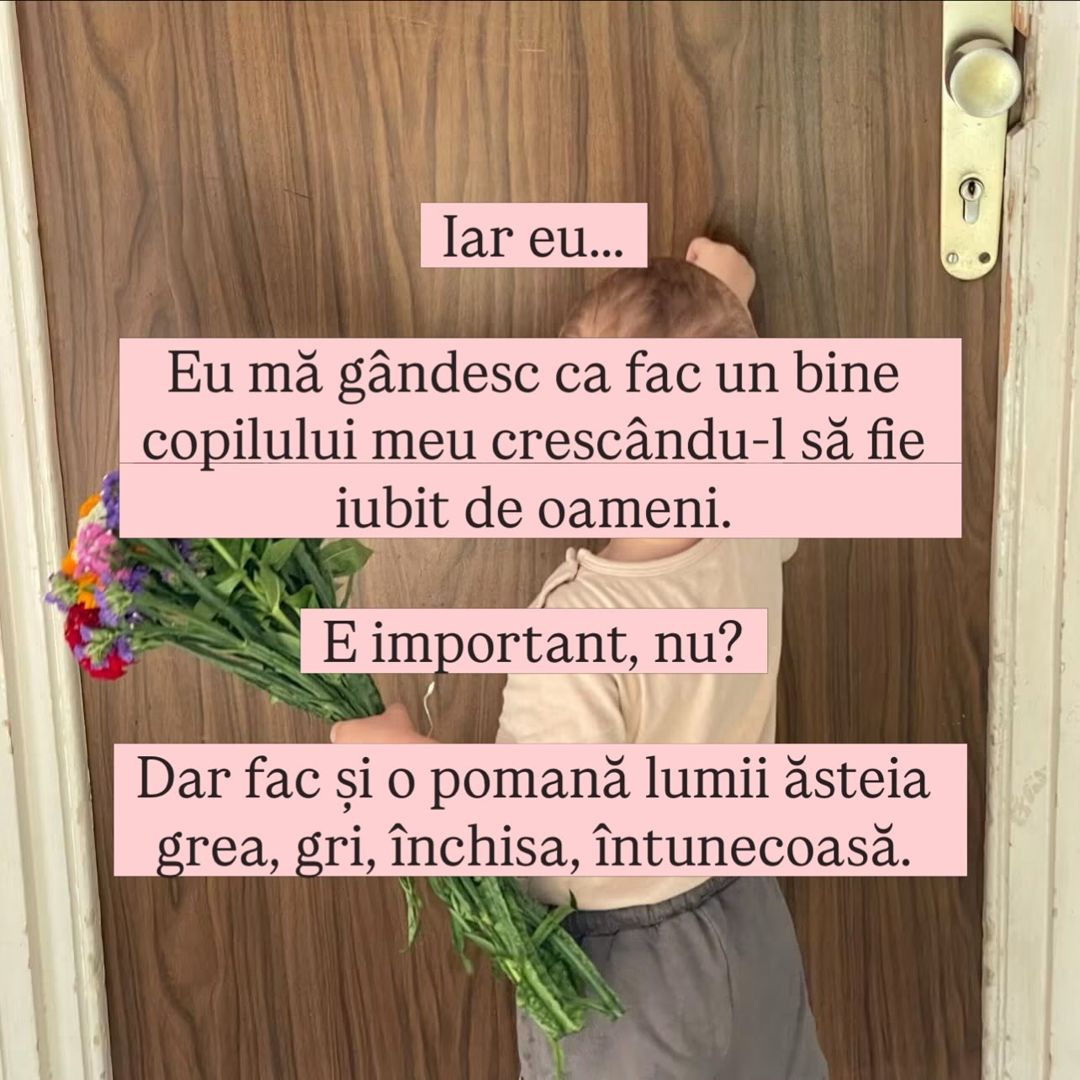 Iar eu...
Eu mă gândesc ca fac un bine
copilului meu crescându-l să fie
iubit de oameni.
E important, nu?
Dar fac și o pomană lumii ăsteia
grea, gri, închisa, întunecoasă.